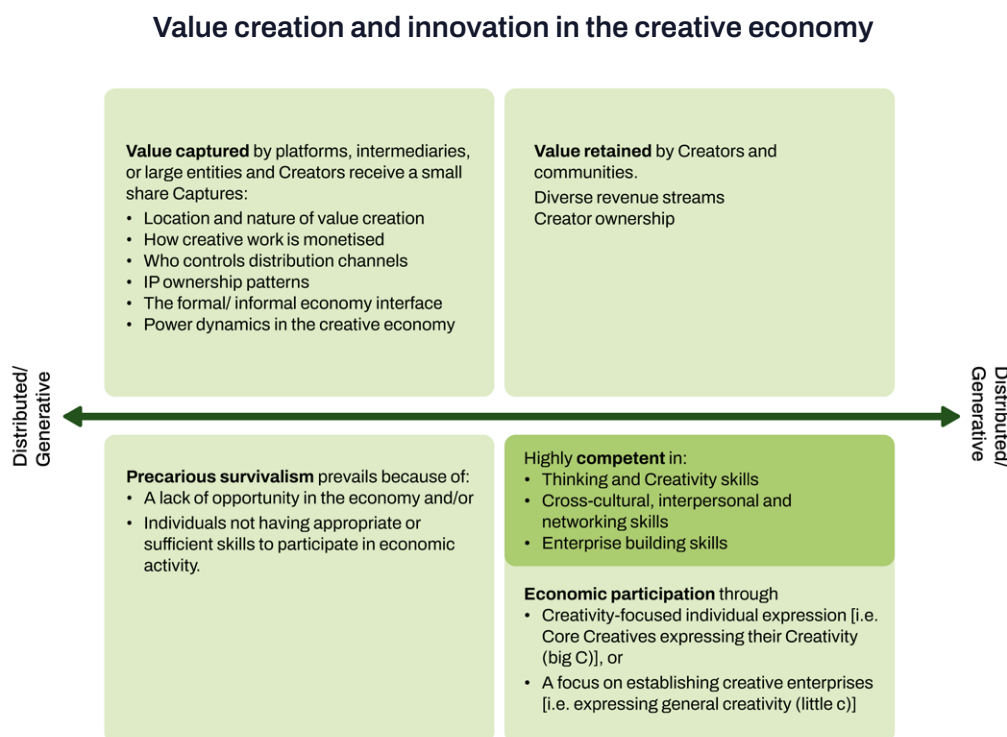 Value creation and innovation in the creative economy
Value captured by platforms, intermediaries,
or large entities and Creators receive a small
share Captures:
• Location and nature of value creation
• How creative work is monetised
• Who controls distribution channels
• IP ownership patterns
• The formal/ informal economy interface
• Power dynamics in the creative economy
Value retained by Creators and
communities.
Diverse revenue streams
Creator ownership
Distributed/
Generative
Distributed/
Generative
Precarious survivalism prevails because of:
• A lack of opportunity in the economy and/or
• Individuals not having appropriate or
sufficient skills to participate in economic
activity.
Highly competent in:
• Thinking and Creativity skills
• Cross-cultural, interpersonal and
networking skills
• Enterprise building skills
Economic participation through
• Creativity-focused individual expression [i.e.
Core Creatives expressing their Creativity
(big C)], or
• A focus on establishing creative enterprises
[i.e. expressing general creativity (little c)]